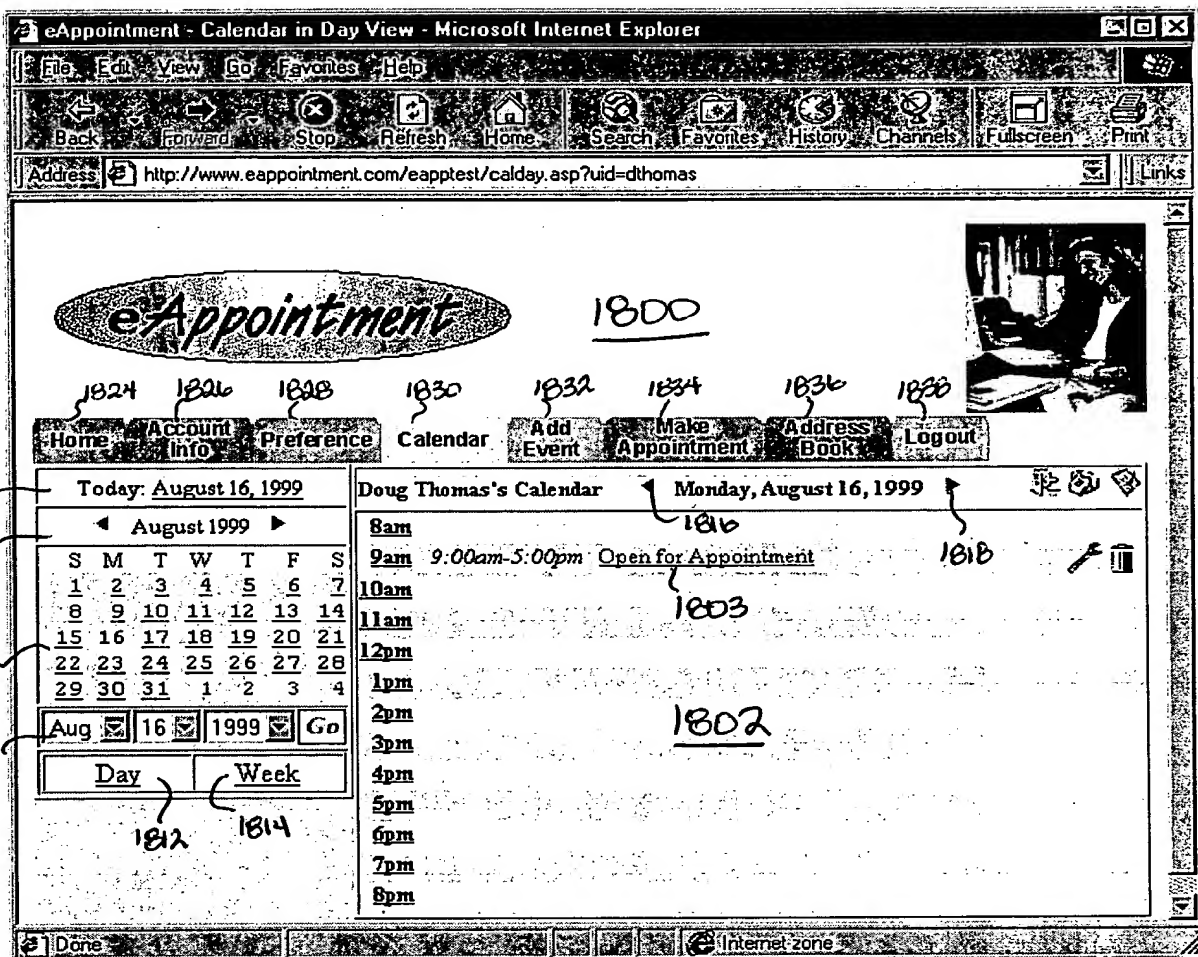 eAppointment - Calendar in Day View - Microsoft Internet Explorer
File Edit View Go Favorites Help
Back Forward Stop Refresh Home Search Favorites History Channels Fullscreen Print
Address http://www.eappointment.com/eapptest/calday.asp?uid=dthomas Links
eAppointment
1800
1824 1826 1828 1830 1832 1834 1836 1838
Home Account Info Preference Calendar Add Event Make Appointment Address Book Logout
Today: August 16, 1999
August 1999
S M T W T F S
1 2 3 4 5 6 7
8 9 10 11 12 13 14
15 16 17 18 19 20 21
22 23 24 25 26 27 28
29 30 31 1 2 3 4
Aug 16 1999 Go
Day Week
1812 1814
Doug Thomas's Calendar Monday, August 16, 1999
1816 1818
8am
9am 9:00am-5:00pm Open for Appointment
1803
10am
11am
12pm
1pm
2pm
1802
3pm
4pm
5pm
6pm
7pm
8pm
Done Internet zone